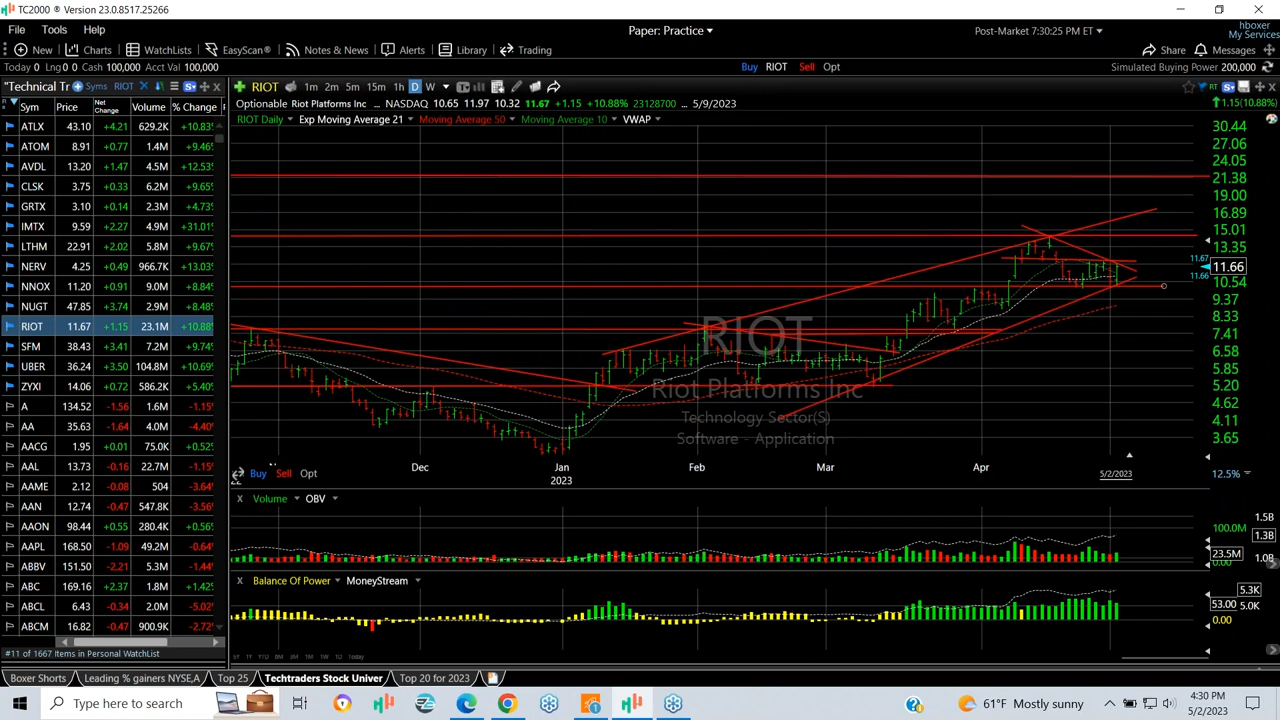 TC2000 ® Version 23.0.8517.25266
File Tools Help
Paper: Practice
Post-Market 7:30:25 PM ET
hboxer
My Services
New Charts WatchLists EasyScan® Notes & News Alerts Library Trading
Share Messages
Today 0 Lng 0 Cash 100,000 Acct Val 100,000
Buy RIOT Sell Opt
Simulated Buying Power 200,000
"Technical Tr Syms RIOT
RIOT 1m 2m 5m 15m 1h D W
Sym Price Net Change Volume % Change
Optionable Riot Platforms Inc ... NASDAQ 10.65 11.97 10.32 11.67 +1.15 +10.88% 23128700 ... 5/9/2023
1.15(10.88%)
RIOT Daily Exp Moving Average 21 Moving Average 50 Moving Average 10 VWAP
ATLX 43.10 +4.21 629.2K +10.83%
ATOM 8.91 +0.77 1.4M +9.46%
AVDL 13.20 +1.47 4.5M +12.53%
CLSK 3.75 +0.33 6.2M +9.65%
GRTX 3.10 +0.14 2.3M +4.73%
IMTX 9.59 +2.27 4.9M +31.01%
LTHM 22.91 +2.02 5.8M +9.67%
NERV 4.25 +0.49 966.7K +13.03%
NNOX 11.20 +0.91 9.0M +8.84%
NUGT 47.85 +3.74 2.9M +8.48%
RIOT 11.67 +1.15 23.1M +10.88%
SFM 38.43 +3.41 7.2M +9.74%
UBER 36.24 +3.50 104.8M +10.69%
ZYXI 14.06 +0.72 586.2K +5.40%
A 134.52 -1.56 1.6M -1.15%
AA 35.63 -1.64 4.0M -4.40%
AACG 1.95 +0.01 75.0K +0.52%
AAL 13.73 -0.16 22.7M -1.15%
AAME 2.12 -0.08 504 -3.64%
AAN 12.74 -0.47 547.8K -3.56%
AAON 98.44 +0.55 280.4K +0.56%
AAPL 168.50 -1.09 49.2M -0.64%
ABBV 151.50 -2.21 5.3M -1.44%
ABC 169.16 +2.37 1.8M +1.42%
ABCL 6.43 -0.34 2.0M -5.02%
ABCM 16.82 -0.47 900.9K -2.72%
#11 of 1667 Items in Personal WatchList
30.44
27.06
24.05
21.38
19.00
16.89
15.01
13.35
11.67
11.66
11.66
10.54
9.37
8.33
7.41
6.58
5.85
5.20
4.62
4.11
3.65
12.5%
RIOT
Riot Platforms Inc
Technology Sector(S)
Software - Application
Dec Jan Feb Mar Apr
2023
5/2/2023
Buy Sell Opt
X Volume OBV
1.5B
100.0M
1.3B
23.5M
1.0B
0.00
X Balance Of Power MoneyStream
5.3K
53.00 5.0K
0.00
5Y 1Y YTD 6M 3M 1M 1W 1D Today
Boxer Shorts Leading % gainers NYSE,A Top 25 Techtraders Stock Univer Top 20 for 2023
Type here to search
61°F Mostly sunny
4:30 PM
5/2/2023